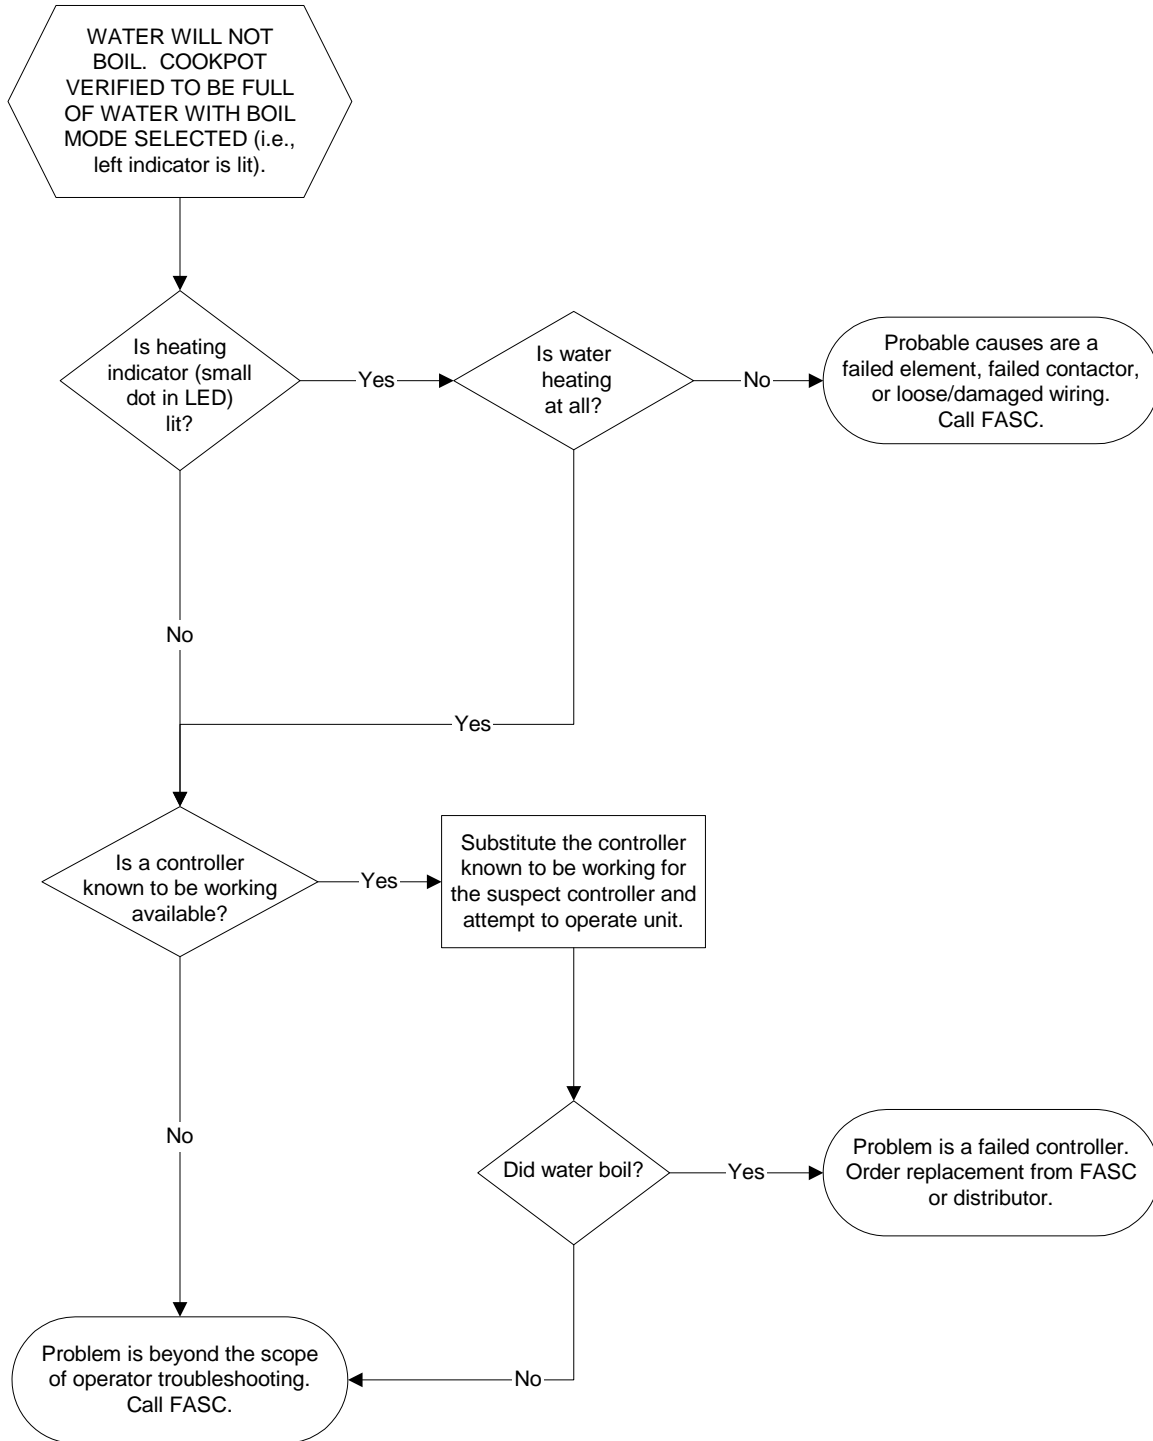 WATER WILL NOT
BOIL.  COOKPOT
VERIFIED TO BE FULL
OF WATER WITH BOIL
MODE SELECTED (i.e.,
left indicator is lit).
Is heating
indicator (small
dot in LED)
lit?
Yes
Is water
heating
at all?
No
Probable causes are a
failed element, failed contactor,
or loose/damaged wiring.
Call FASC.
No
Yes
Is a controller
known to be working
available?
Yes
Substitute the controller
known to be working for
the suspect controller and
attempt to operate unit.
No
Did water boil?
Yes
Problem is a failed controller.
Order replacement from FASC
or distributor.
Problem is beyond the scope
of operator troubleshooting.
Call FASC.
No